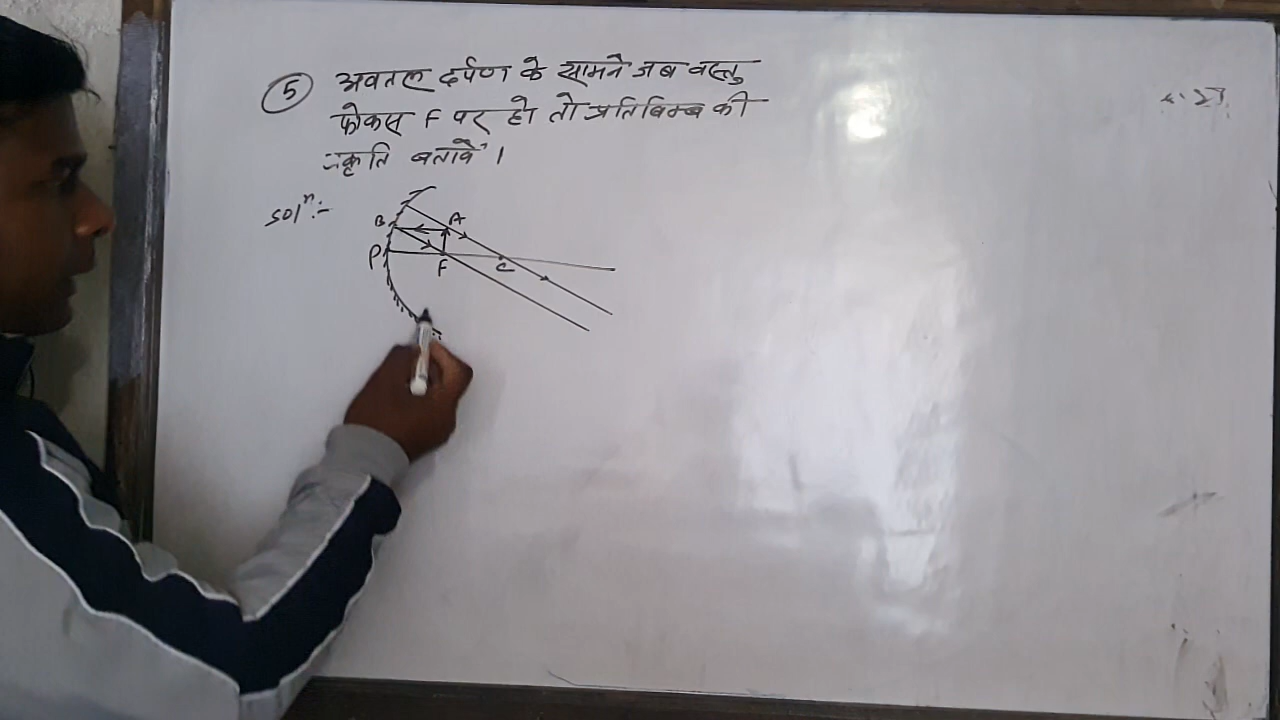 5 अवतल दर्पण के सामने जब वस्तु
फोकस F पर हो तो प्रतिबिम्ब की
प्रकृति बतावें ।
solⁿ:-
B A
P F C